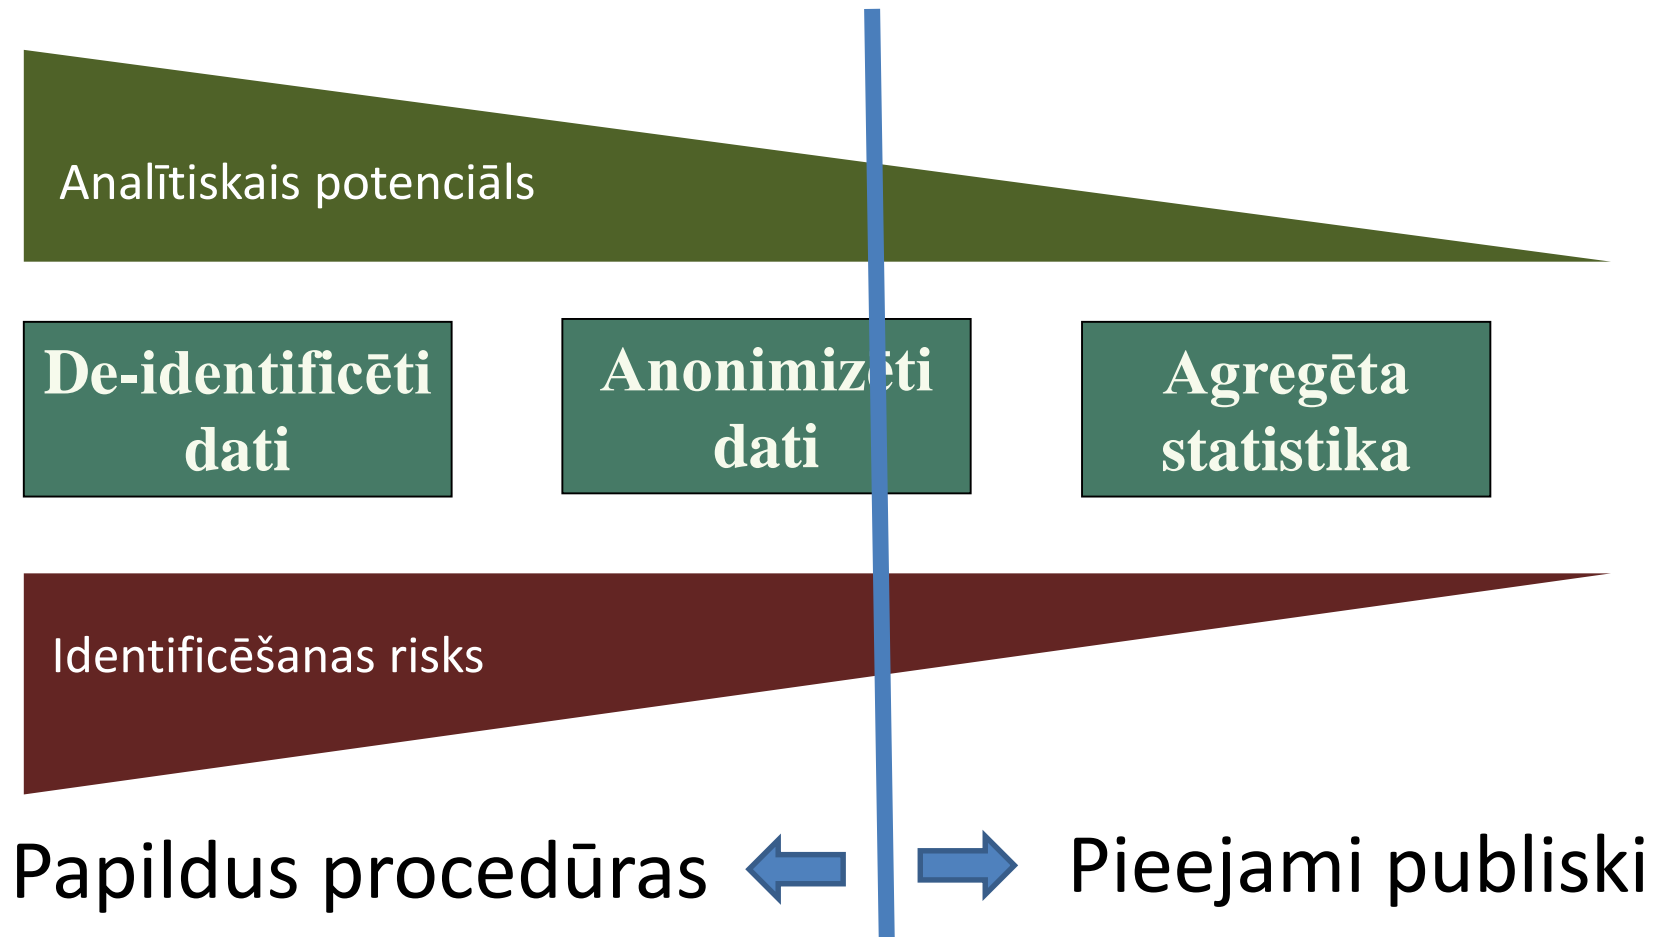 Analītiskais potenciāls
De-identificēti
dati
Anonimizēti
dati
Agregēta
statistika
Identificēšanas risks
Papildus procedūras
Pieejami publiski